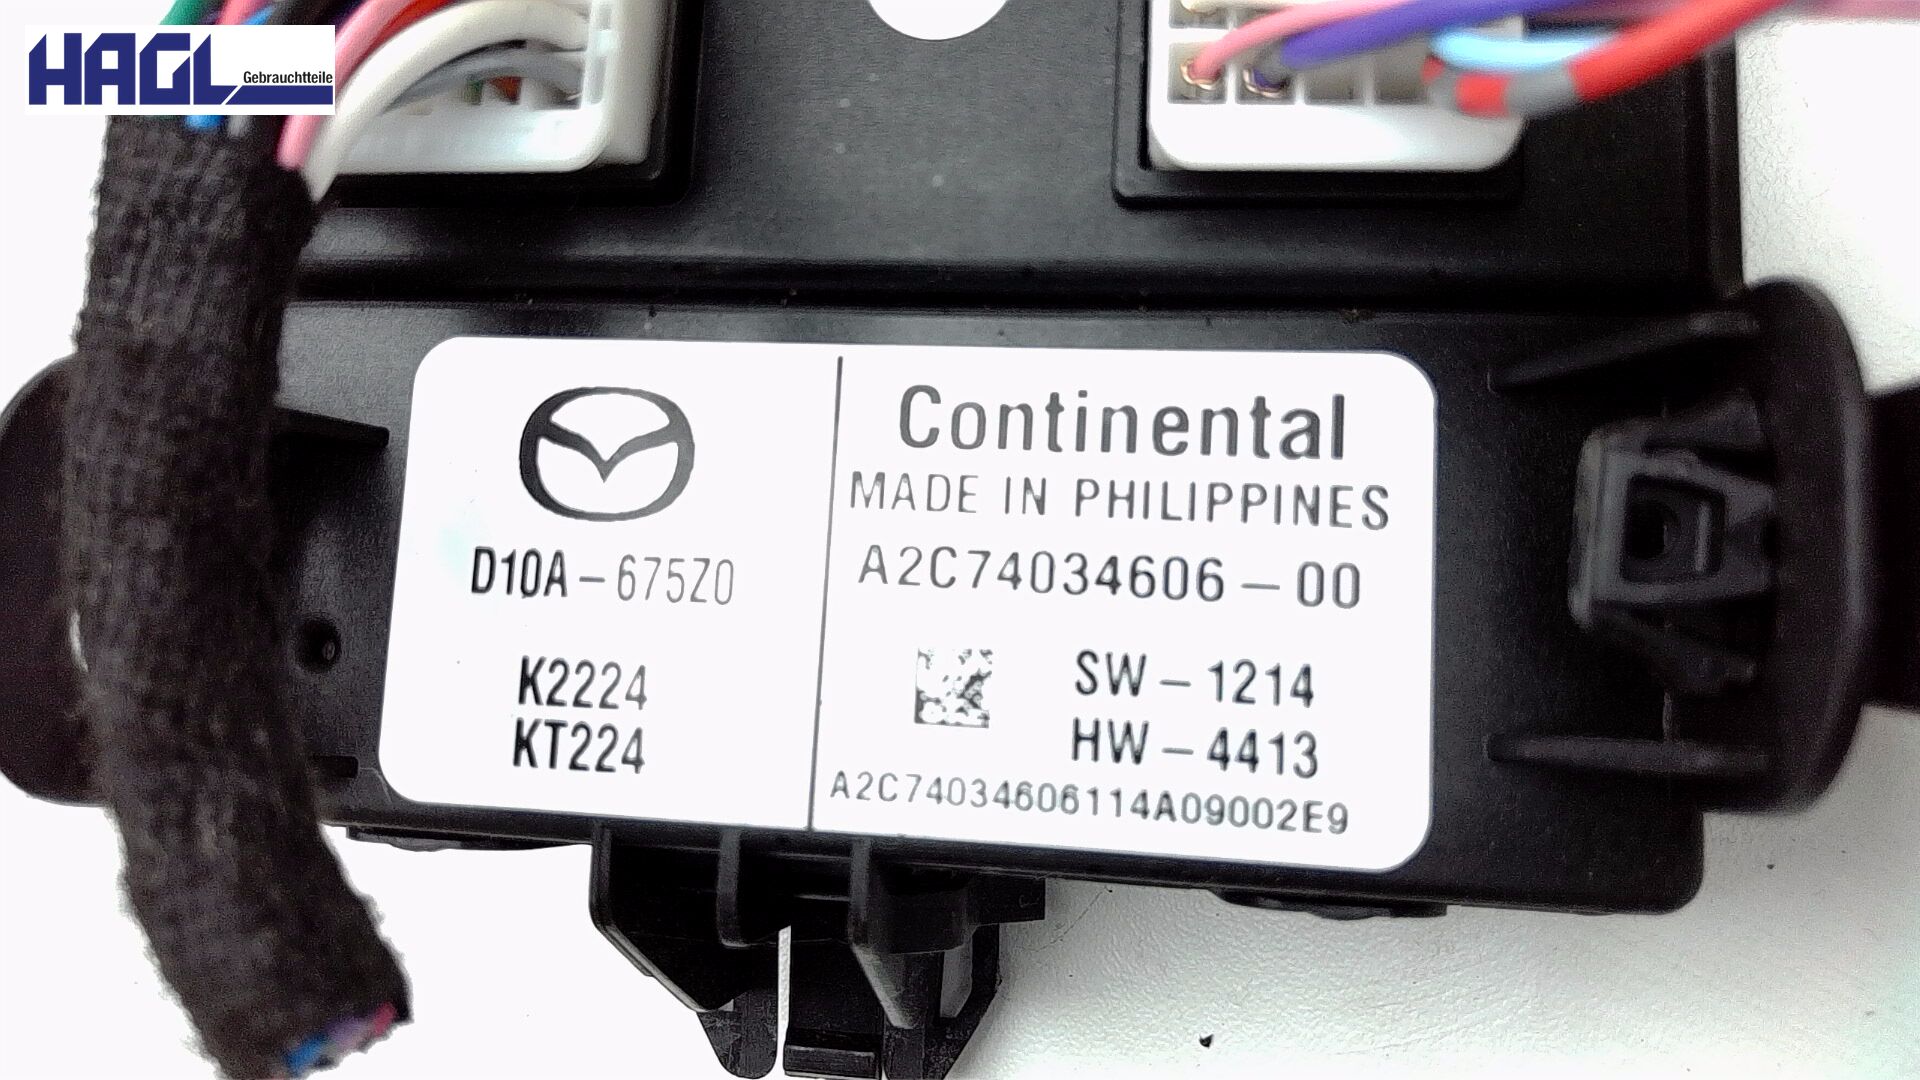 HAGL
Gebrauchtteile
D10A-675Z0
K2224
KT224
Continental
MADE IN PHILIPPINES
A2C74034606-00
SW-1214
HW-4413
A2C74034606114A09002E9